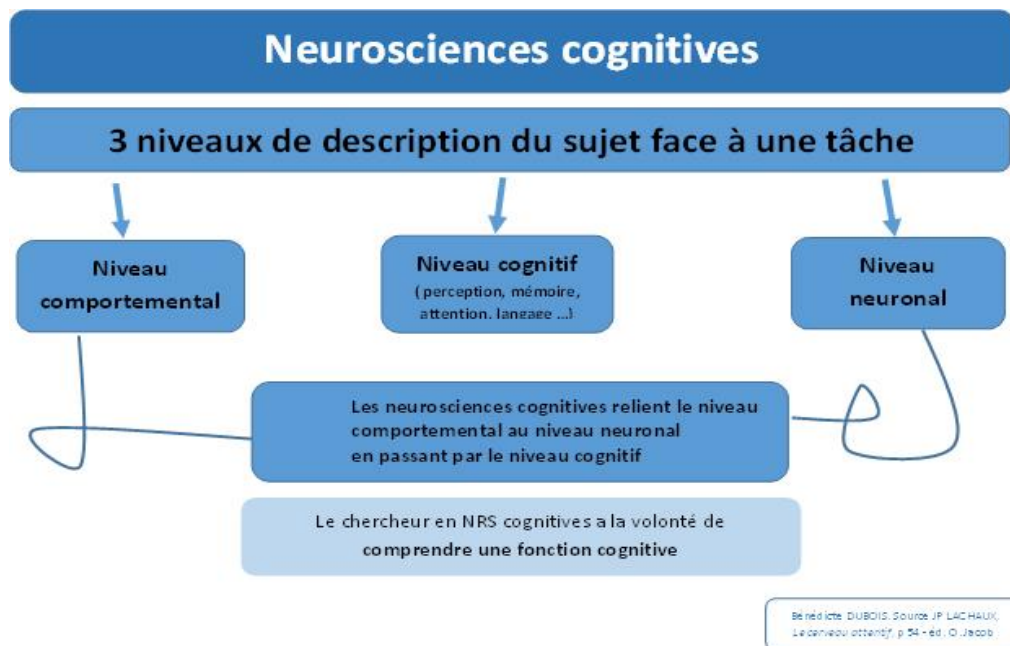 Neurosciences cognitives
3 niveaux de description du sujet face à une tâche
Niveau
comportemental
Niveau cognitif
( perception, mémoire,
attention, langage ...)
Niveau
neuronal
Les neurosciences cognitives relient le niveau
comportemental au niveau neuronal
en passant par le niveau cognitif
Le chercheur en NRS cognitives a la volonté de
comprendre une fonction cognitive
Bénédicte DUBOIS. Source JP LACHAUX,
Le cerveau attentif, p 54 - éd. O. Jacob